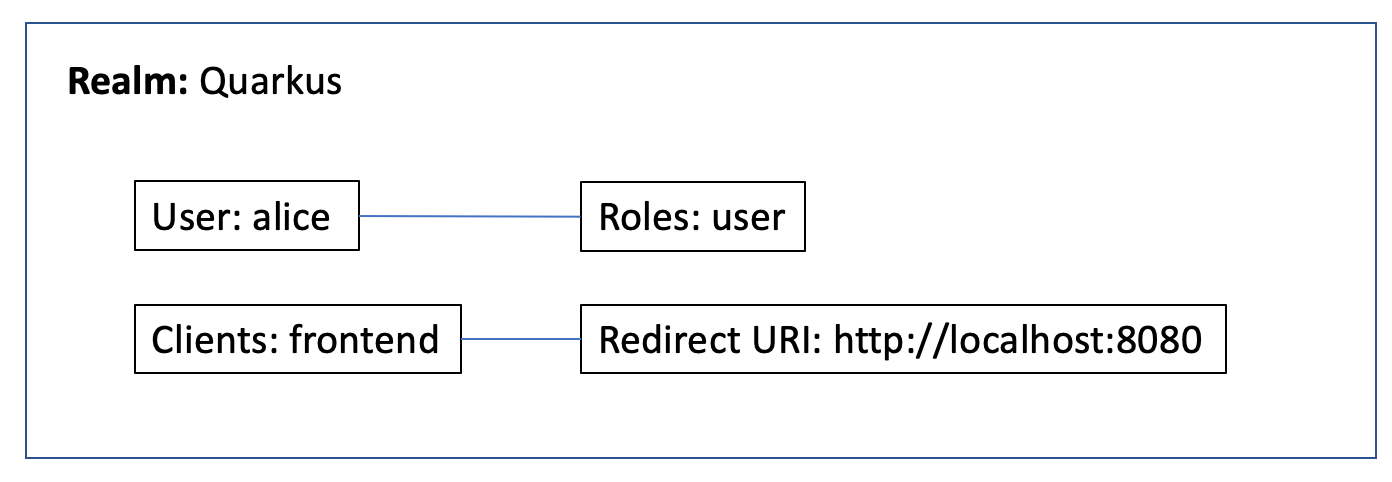 Realm: Quarkus
User: alice
Roles: user
Clients: frontend
Redirect URI: http://localhost:8080